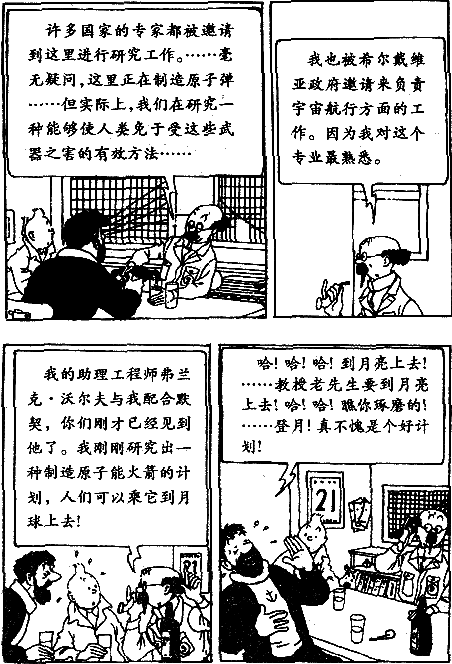 许多国家的专家都被邀请
到这里进行研究工作。……毫
无疑问，这里正在制造原子弹
……但实际上，我们在研究一
种能够使人类免于受这些武
器之害的有效方法……
我也被希尔戴维
亚政府邀请来负责
宇宙航行方面的工
作。因为我对这个
专业最熟悉。
我的助理工程师弗兰
克·沃尔夫与我配合默
契，你们刚才已经见到
他了。我刚刚研究出一
种制造原子能火箭的计
划，人们可以乘它到月
球上去！
哈！哈！哈！到月亮上去！
……教授老先生要到月亮
上去！哈！哈！瞧你琢磨的！
……登月！真不愧是个好计
划！
21
21